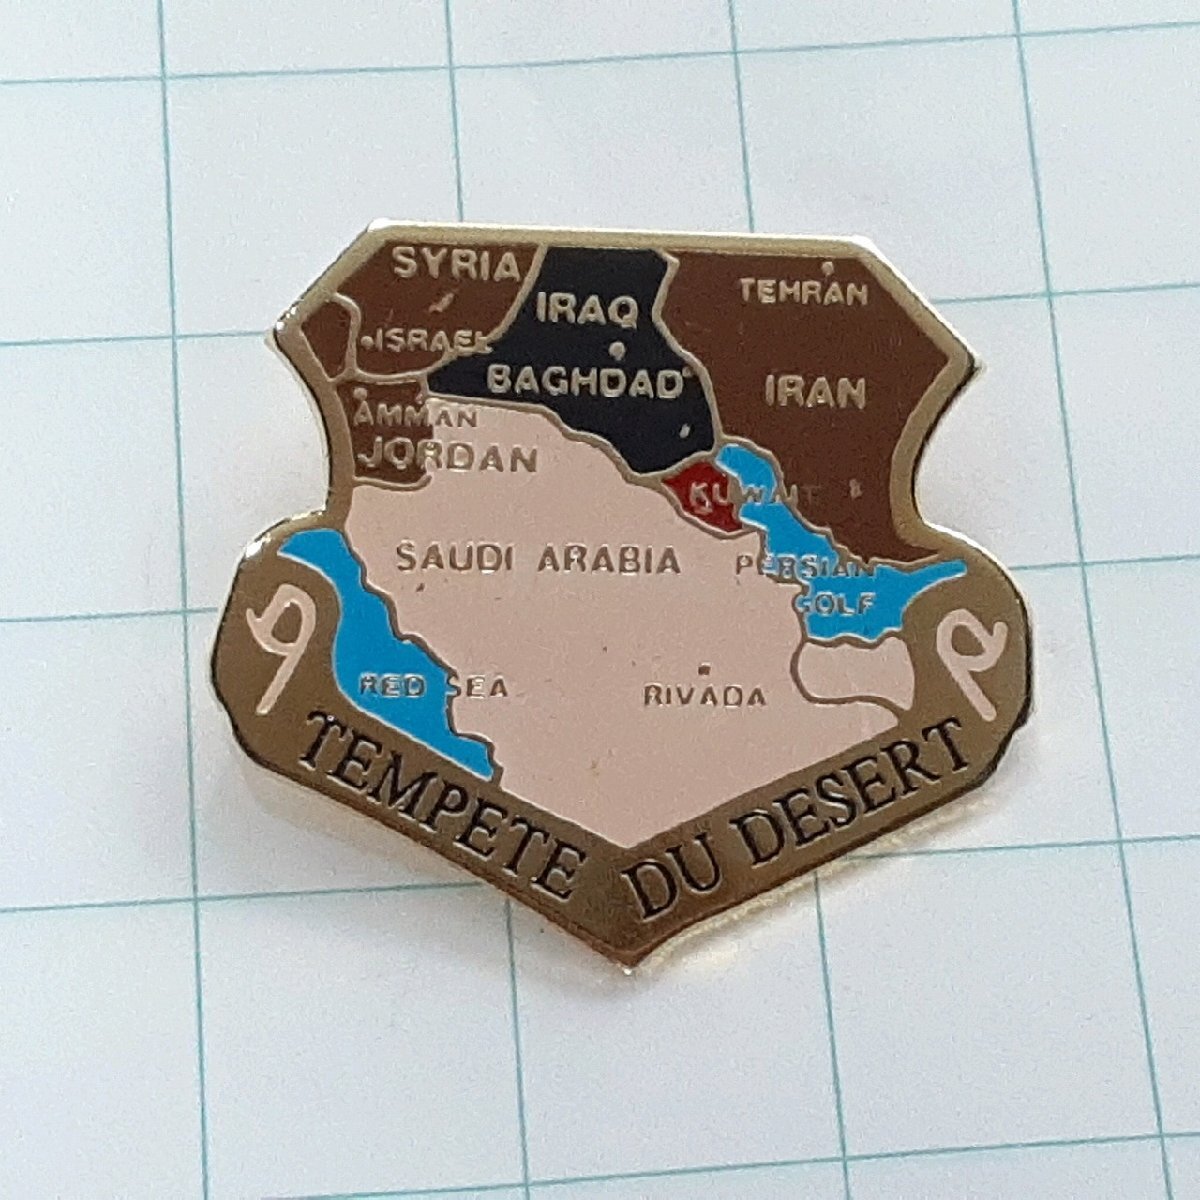 SYRIA
IRAQ
TEHRAN
ISRAEL
BAGHDAD
IRAN
AMMAN
JORDAN
KUWAIT
SAUDI ARABIA
PERSIAN
GOLF
RED SEA
RIVADA
TEMPETE DU DESERT